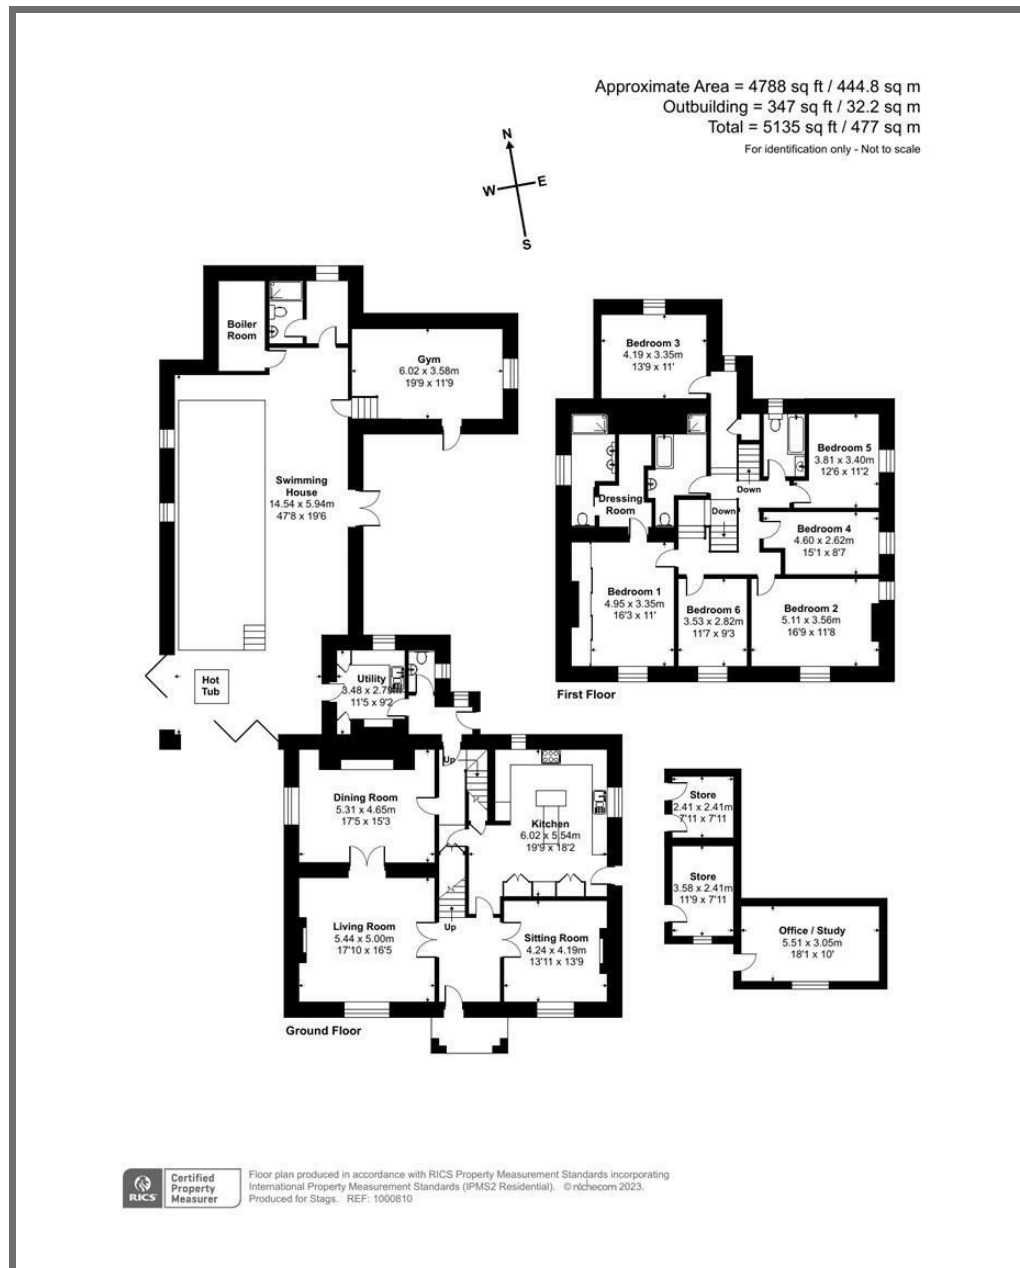 Approximate Area = 4788 sq ft / 444.8 sq m
Outbuilding = 347 sq ft / 32.2 sq m
Total = 5135 sq ft / 477 sq m
For identification only - Not to scale
N
W
E
S
Boiler
Room
Gym
6.02 x 3.58m
19'9 x 11'9
Swimming
House
14.54 x 5.94m
47'8 x 19'6
Hot
Tub
Utility
3.48 x 2.79m
11'5 x 9'2
Up
Dining Room
5.31 x 4.65m
17'5 x 15'3
Kitchen
6.02 x 5.54m
19'9 x 18'2
Living Room
5.44 x 5.00m
17'10 x 16'5
Up
Sitting Room
4.24 x 4.19m
13'11 x 13'9
Ground Floor
Bedroom 3
4.19 x 3.35m
13'9 x 11'
Bedroom 5
3.81 x 3.40m
12'6 x 11'2
Dressing
Room
Down
Down
Bedroom 4
4.60 x 2.62m
15'1 x 8'7
Bedroom 1
4.95 x 3.35m
16'3 x 11'
Bedroom 6
3.53 x 2.82m
11'7 x 9'3
Bedroom 2
5.11 x 3.56m
16'9 x 11'8
First Floor
Store
2.41 x 2.41m
7'11 x 7'11
Store
3.58 x 2.41m
11'9 x 7'11
Office / Study
5.51 x 3.05m
18'1 x 10'
RICS
Certified
Property
Measurer
Floor plan produced in accordance with RICS Property Measurement Standards incorporating
International Property Measurement Standards (IPMS2 Residential). © nichecom 2023.
Produced for Stags. REF: 1000810